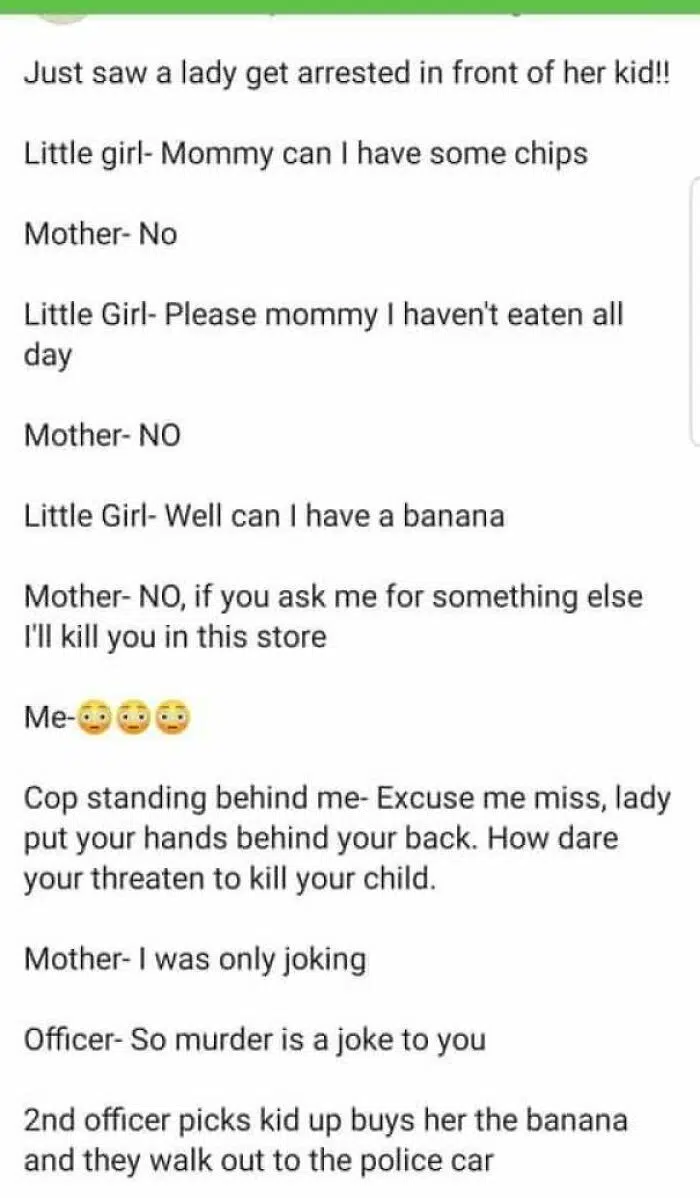 Just saw a lady get arrested in front of her kid!!
Little girl- Mommy can I have some chips
Mother- No
Little Girl- Please mommy I haven't eaten all
day
Mother- NO
Little Girl- Well can I have a banana
Mother- NO, if you ask me for something else
I'll kill you in this store
Me-😳😳😳
Cop standing behind me- Excuse me miss, lady
put your hands behind your back. How dare
your threaten to kill your child.
Mother- I was only joking
Officer- So murder is a joke to you
2nd officer picks kid up buys her the banana
and they walk out to the police car